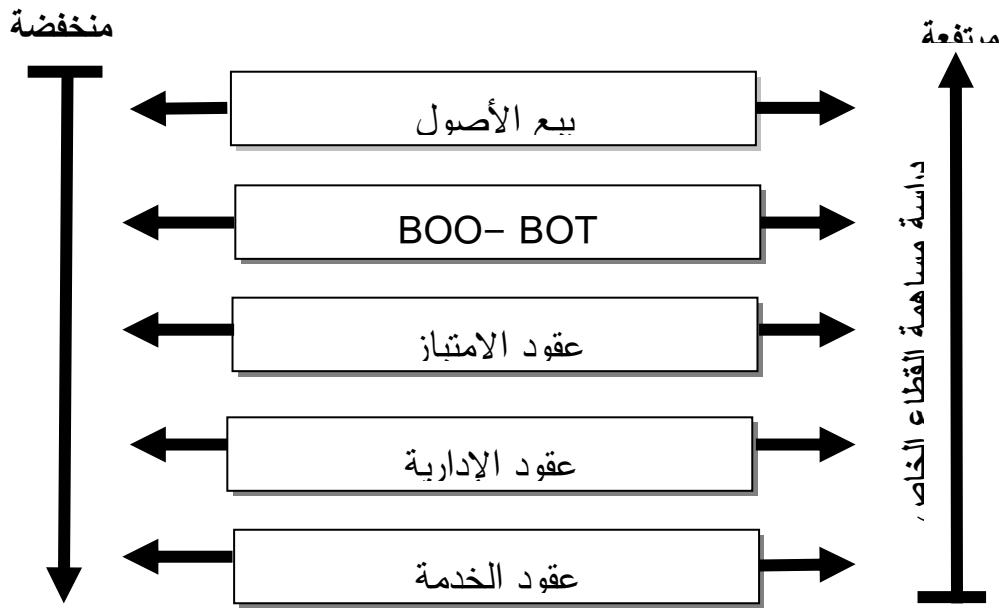 مرتفعة
منخفضة
بيع الأصول
BOO– BOT
عقود الامتياز
عقود الإدارية
عقود الخدمة
دراسة مساهمة القطاع الخاص